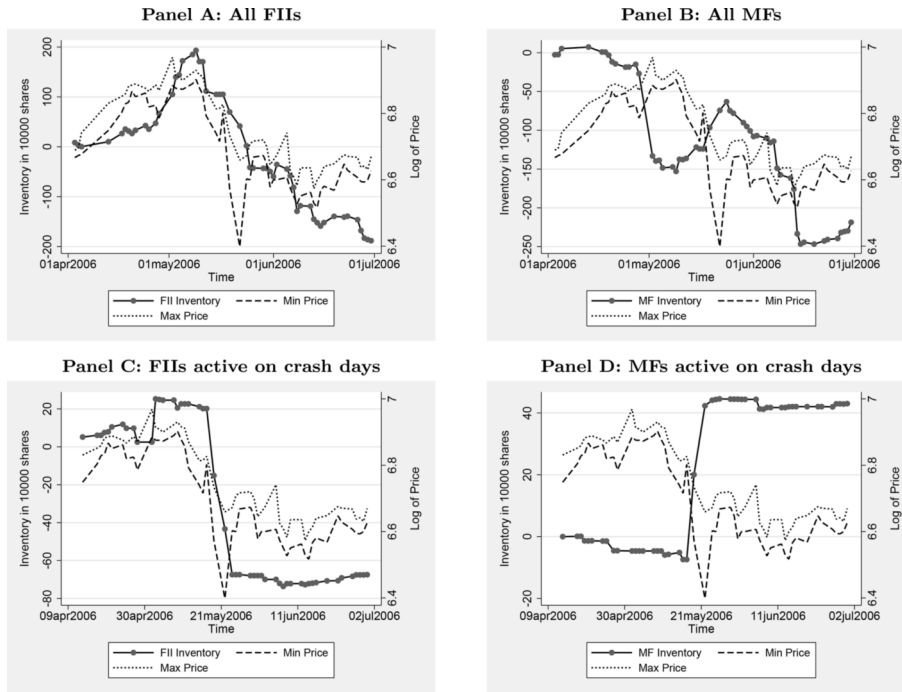 Panel A: All FIIs
Inventory in 10000 shares
200
100
0
100
200
7
6.8
6.6
6.4
Log of Price
01apr2006 01may2006 01jun2006 01jul2006
Time
FII Inventory Min Price
Max Price
Panel B: All MFs
Inventory in 10000 shares
0
-50
-100
-150
-200
-250
7
6.8
6.6
6.4
Log of Price
01apr2006 01may2006 01jun2006 01jul2006
Time
MF Inventory Min Price
Max Price
Panel C: FIIs active on crash days
Inventory in 10000 shares
20
0
-20
-40
-60
-80
7
6.8
6.6
6.4
Log of Price
09apr2006 30apr2006 21may2006 11jun2006 02jul2006
Time
FII Inventory Min Price
Max Price
Panel D: MFs active on crash days
Inventory in 10000 shares
40
20
0
-20
7
6.8
6.6
6.4
Log of Price
09apr2006 30apr2006 21may2006 11jun2006 02jul2006
Time
MF Inventory Min Price
Max Price